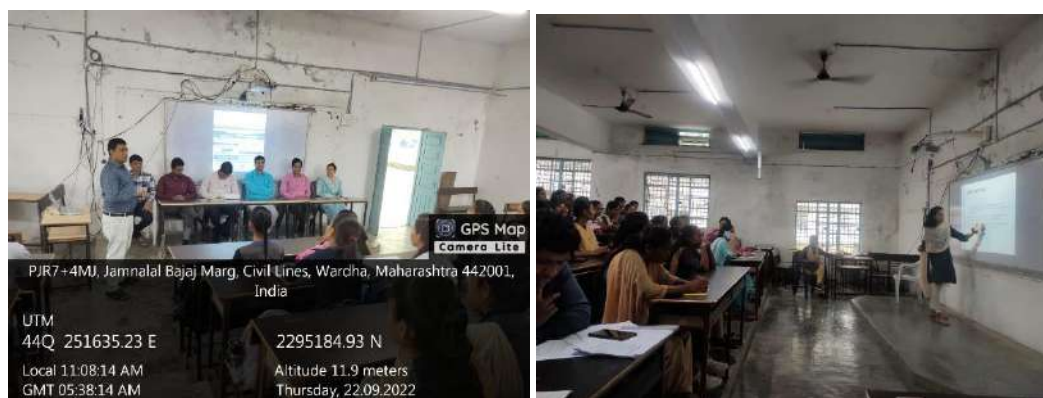 GPS Map
Camera Lite
PJR7+4MJ, Jamnalal Bajaj Marg, Civil Lines, Wardha, Maharashtra 442001,
India
UTM
44Q 251635.23 E
2295184.93 N
Local 11:08:14 AM
GMT 05:38:14 AM
Altitude 11.9 meters
Thursday, 22.09.2022